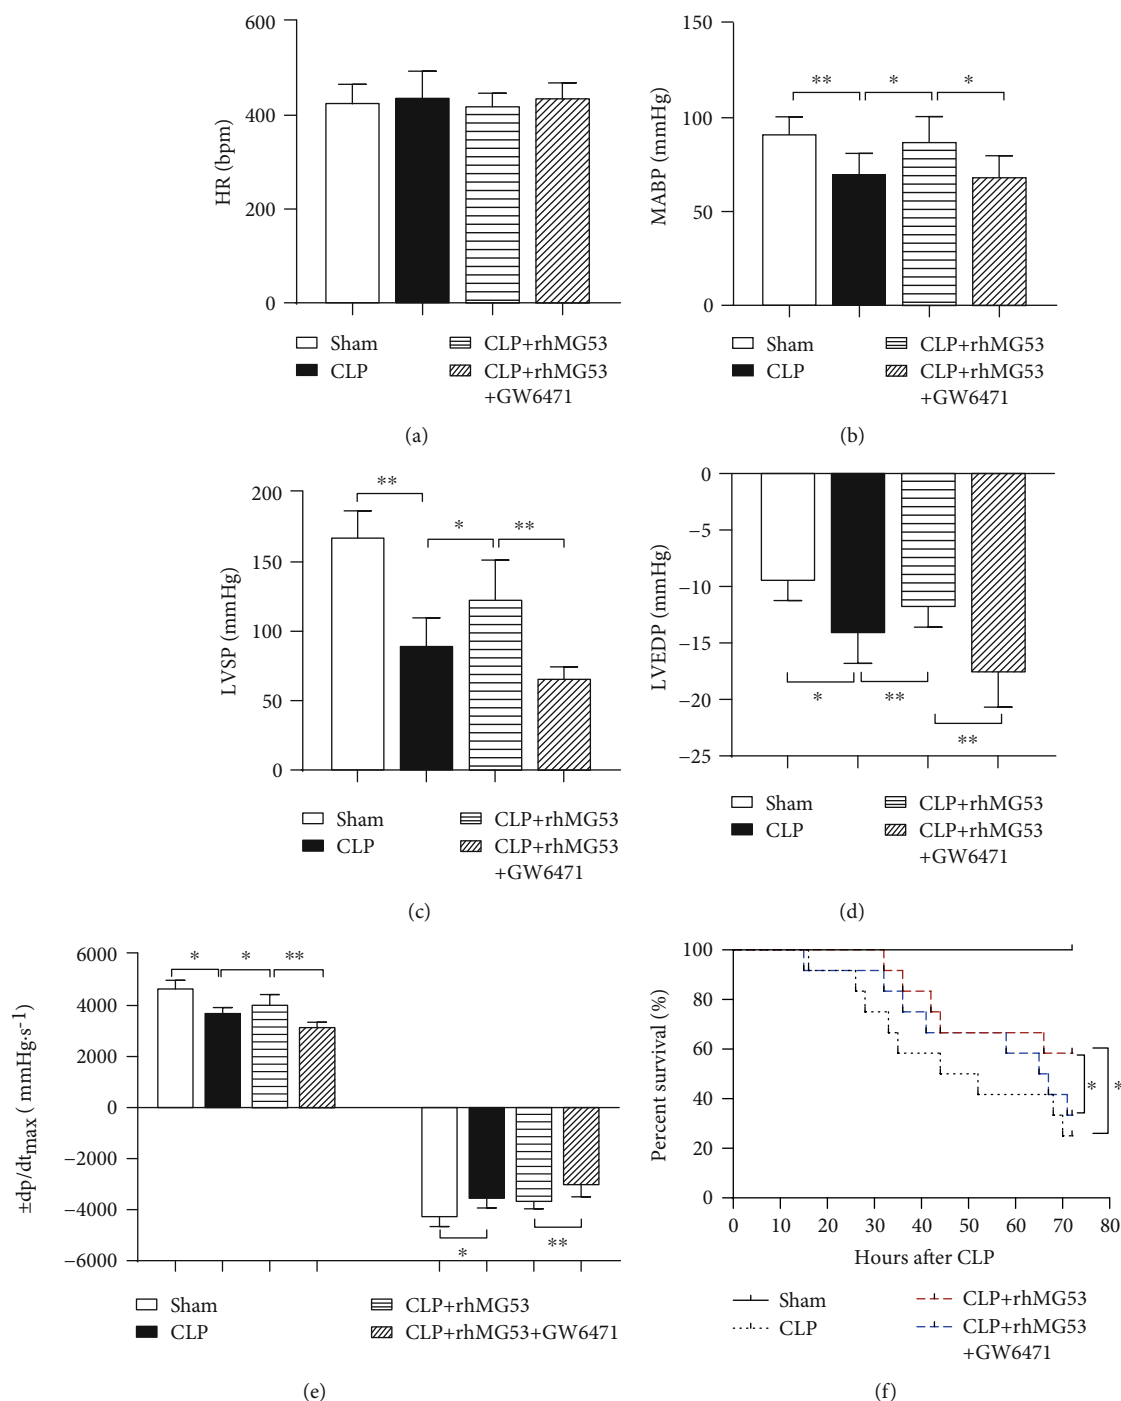 600
400
200
0
HR (bpm)
Sham
CLP
CLP+rhMG53
CLP+rhMG53
+GW6471
(a)
150
100
50
0
MABP (mmHg)
** * *
Sham
CLP
CLP+rhMG53
CLP+rhMG53
+GW6471
(b)
200
150
100
50
0
LVSP (mmHg)
** * **
Sham
CLP
CLP+rhMG53
CLP+rhMG53
+GW6471
(c)
0
−5
−10
−15
−20
−25
LVEDP (mmHg)
* ** **
Sham
CLP
CLP+rhMG53
CLP+rhMG53
+GW6471
(d)
6000
4000
2000
0
−2000
−4000
−6000
±dp/dtmax ( mmHg·s-1)
* * **
* **
Sham
CLP
CLP+rhMG53
CLP+rhMG53+GW6471
(e)
100
80
60
40
20
0
Percent survival (%)
* *
0 10 20 30 40 50 60 70 80
Hours after CLP
Sham
CLP
CLP+rhMG53
CLP+rhMG53
+GW6471
(f)